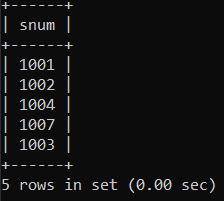 +------+
| snum |
+------+
| 1001 |
| 1002 |
| 1004 |
| 1007 |
| 1003 |
+------+
5 rows in set (0.00 sec)